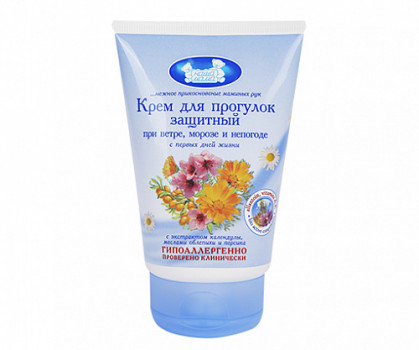 ...нежное прикосновение маминых рук
Крем для прогулок
защитный
при ветре, морозе и непогоде
с первых дней жизни
с экстрактом календулы,
маслами облепихи и персика
ГИПОАЛЛЕРГЕННО
ПРОВЕРЕНО КЛИНИЧЕСКИ